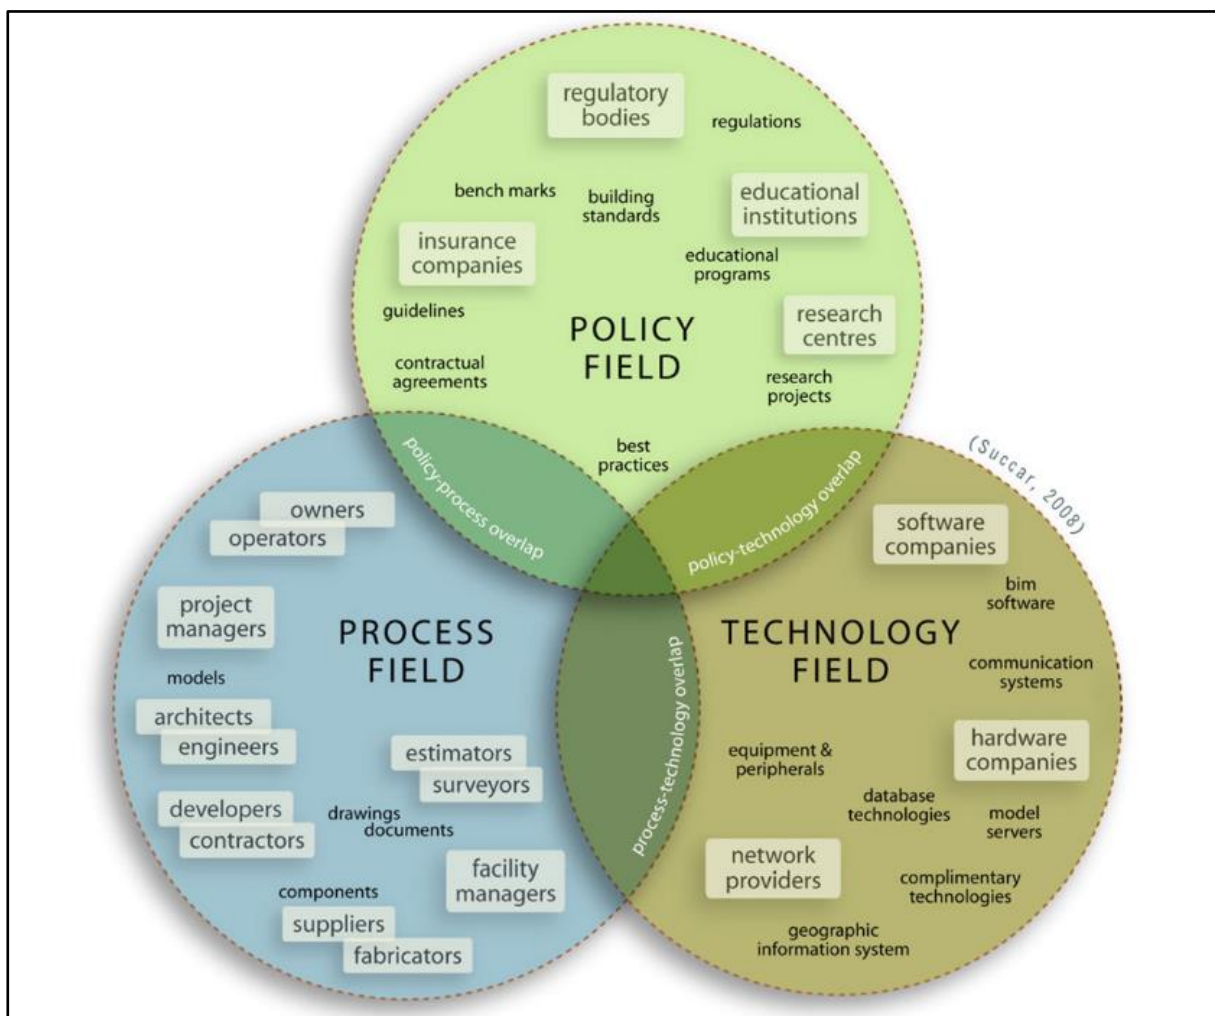 regulatory
bodies
regulations
bench marks
building
standards
educational
institutions
insurance
companies
educational
programs
guidelines
POLICY
FIELD
research
centres
contractual
agreements
research
projects
best
practices
policy-process overlap
policy-technology overlap
(Succar, 2008)
owners
operators
project
managers
PROCESS
FIELD
models
architects
engineers
estimators
surveyors
developers
contractors
drawings
documents
facility
managers
components
suppliers
fabricators
process-technology overlap
software
companies
bim
software
TECHNOLOGY
FIELD
communication
systems
equipment &
peripherals
hardware
companies
database
technologies
model
servers
network
providers
complimentary
technologies
geographic
information system